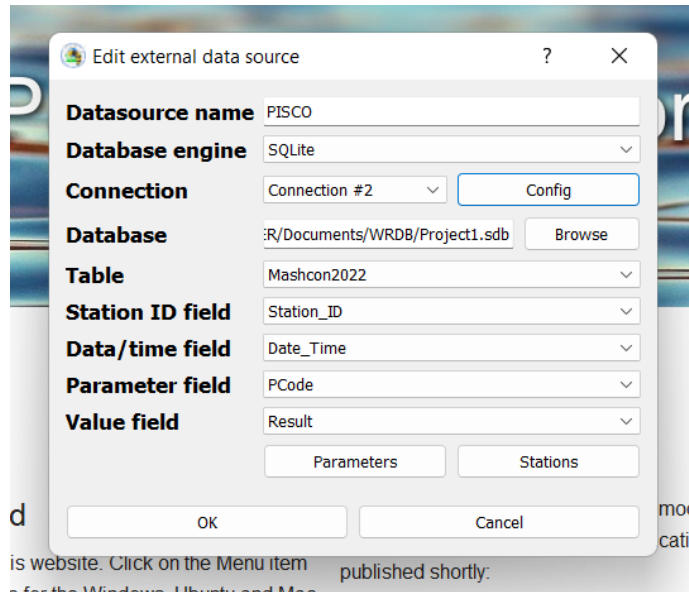 Edit external data source ? ×
P
or
Datasource name PISCO
Database engine SQLite
Connection Connection #2 Config
Database :R/Documents/WRDB/Project1.sdb Browse
Table Mashcon2022
Station ID field Station_ID
Data/time field Date_Time
Parameter field PCode
Value field Result
Parameters Stations
OK Cancel
d
is website. Click on the Menu item
published shortly: